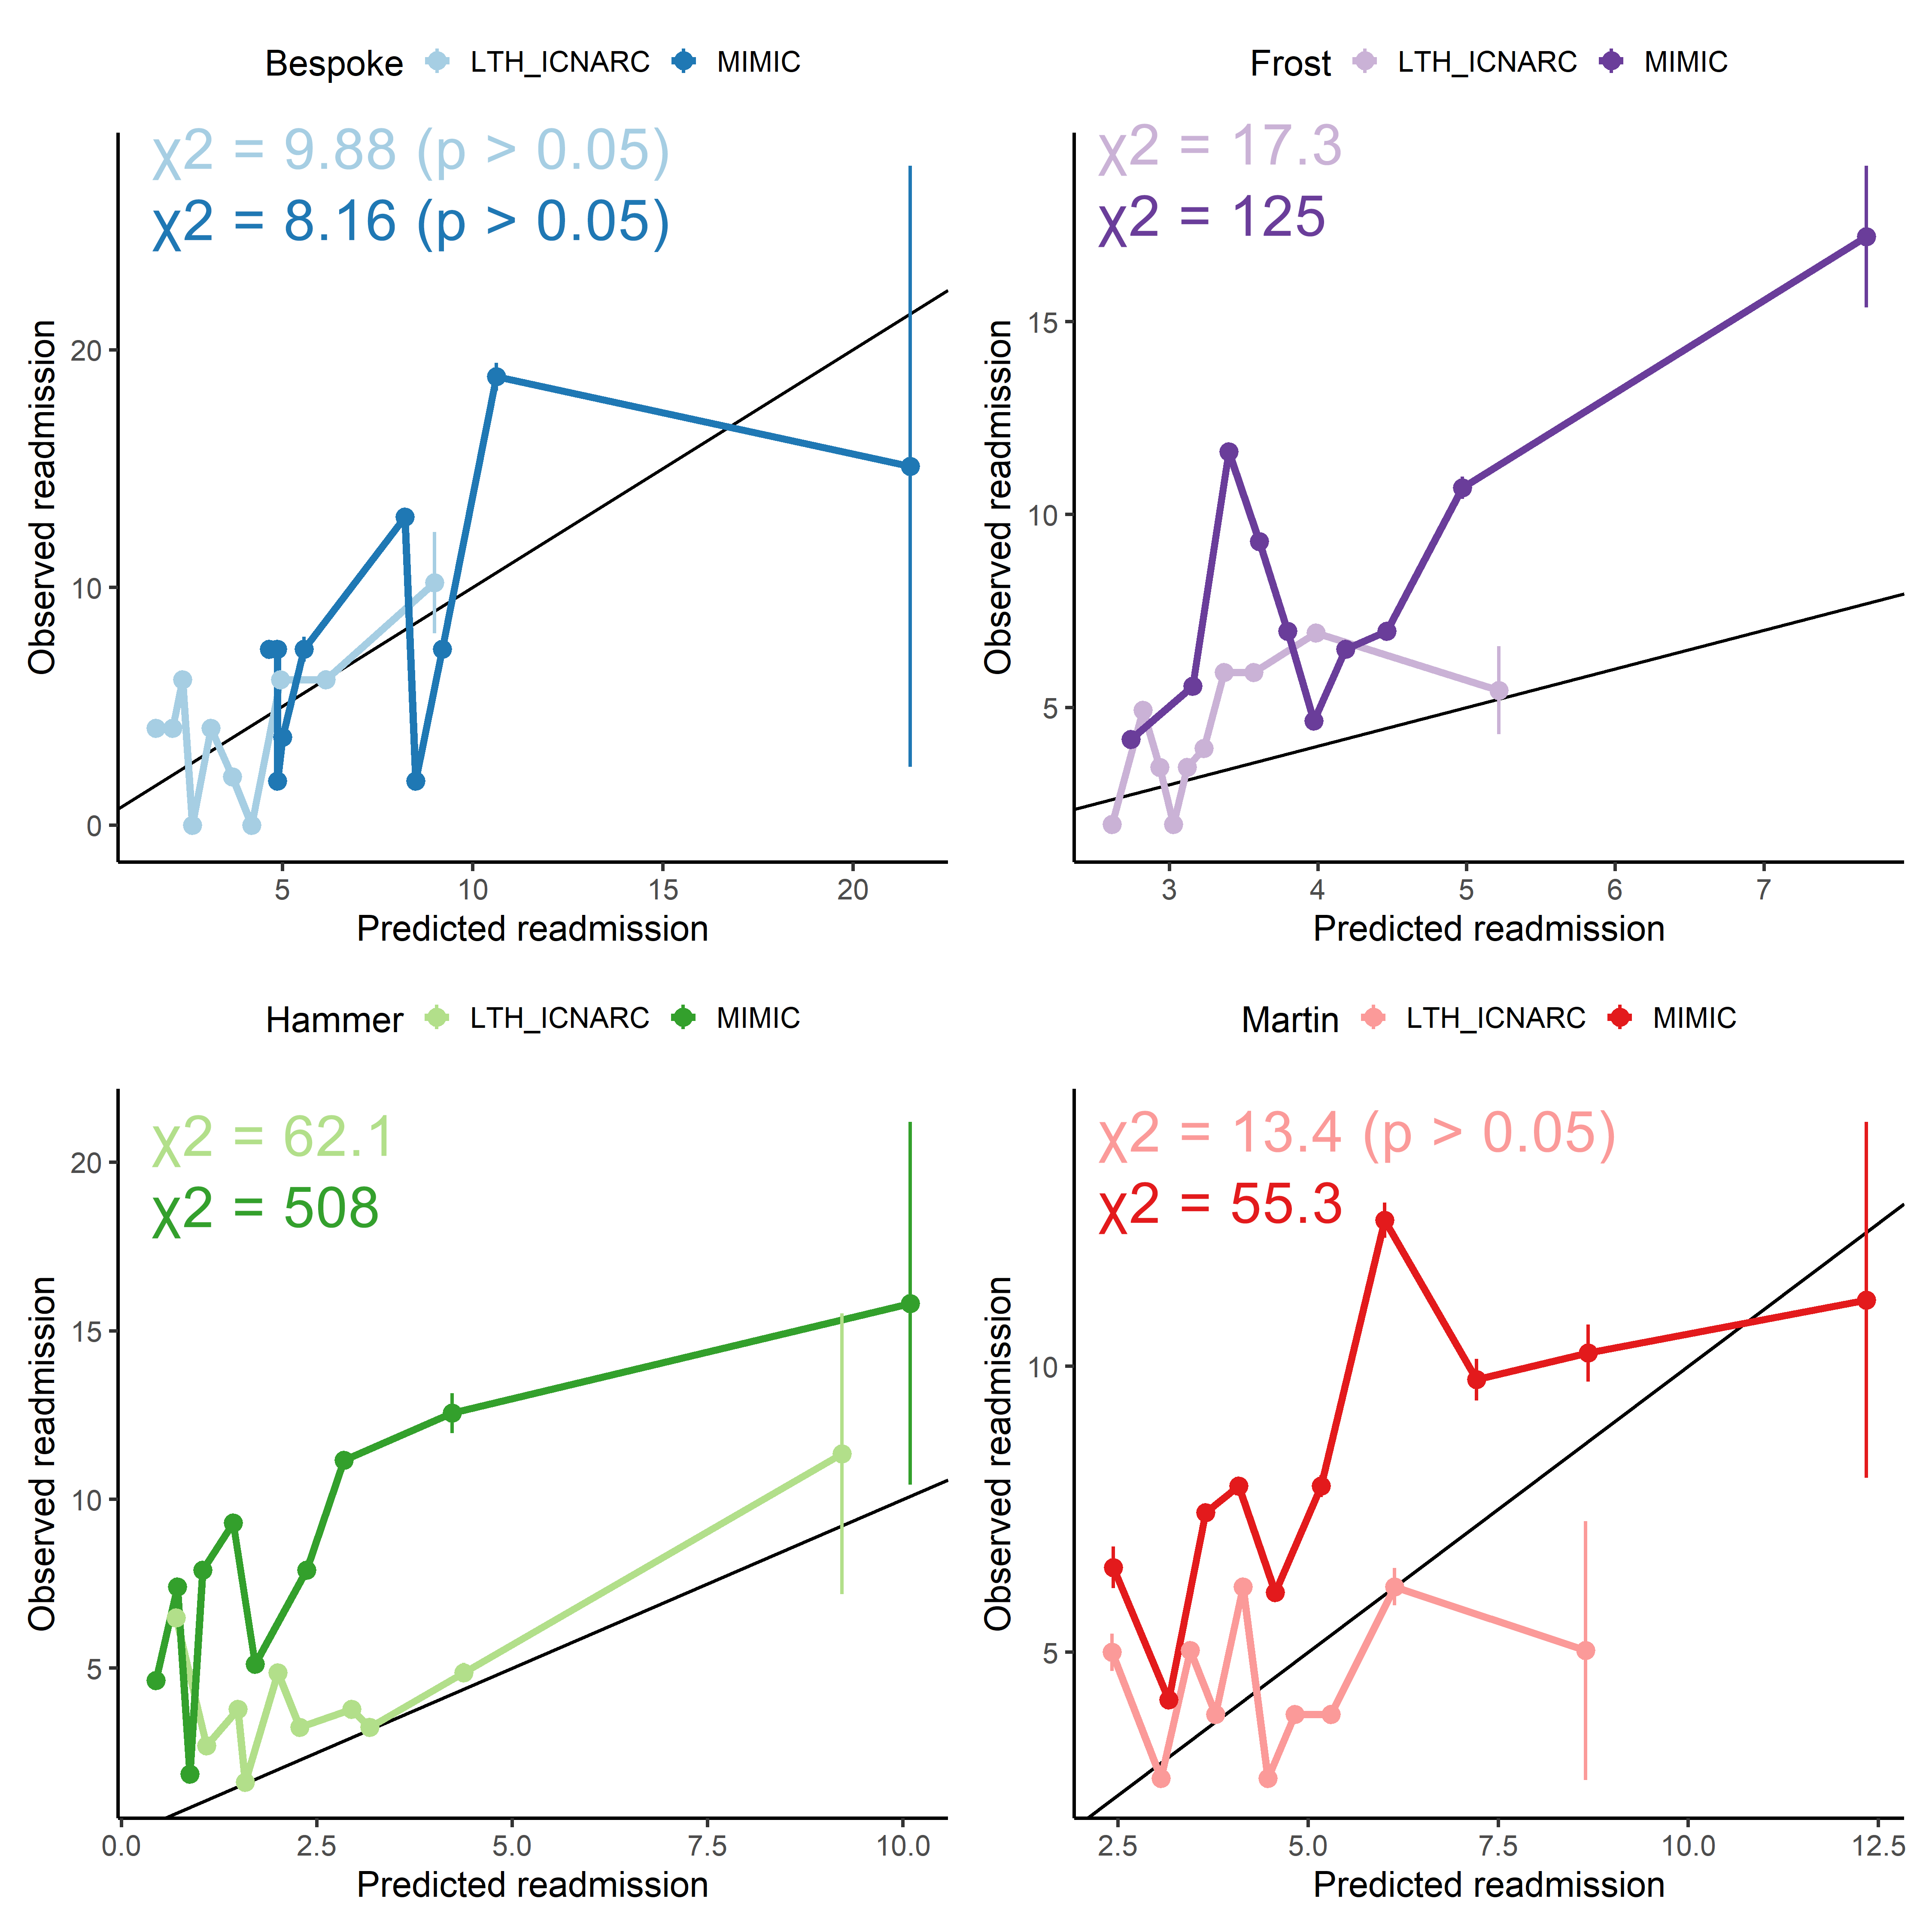 Bespoke LTH_ICNARC MIMIC
χ2 = 9.88 (p > 0.05)
χ2 = 8.16 (p > 0.05)
Observed readmission
20
10
0
5 10 15 20
Predicted readmission
Frost LTH_ICNARC MIMIC
χ2 = 17.3
χ2 = 125
Observed readmission
15
10
5
3 4 5 6 7
Predicted readmission
Hammer LTH_ICNARC MIMIC
χ2 = 62.1
χ2 = 508
Observed readmission
20
15
10
5
0.0 2.5 5.0 7.5 10.0
Predicted readmission
Martin LTH_ICNARC MIMIC
χ2 = 13.4 (p > 0.05)
χ2 = 55.3
Observed readmission
10
5
2.5 5.0 7.5 10.0 12.5
Predicted readmission